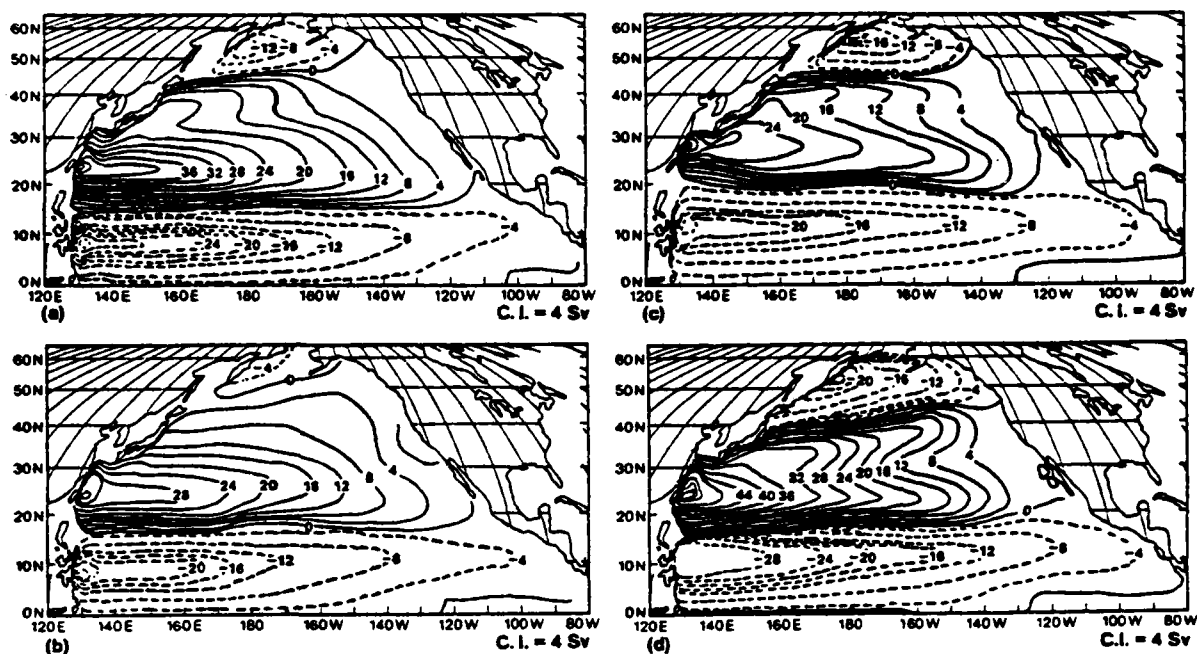 60N
50N
40N
30N
20N
10N
0N
12 8 4
0
36 32 28 24 20 16 12 8 4
24 20 16 12 8 4
120E 140E 160E 180 160W 140W 120W 100W 80W
(a) C. I. = 4 Sv
60N
50N
40N
30N
20N
10N
0N
16 12 8 4
0
24 20 16 12 8 4
0
20 16 12 8 4
120E 140E 160E 180 160W 140W 120W 100W 80W
(c) C. I. = 4 Sv
60N
50N
40N
30N
20N
10N
0N
4
0
28 24 20 16 12 8 4
0
20 16 12 8 4
120E 140E 160E 180 160W 140W 120W 100W 80W
(b) C. I. = 4 Sv
60N
50N
40N
30N
20N
10N
0N
20 16 12 4
44 40 36 32 28 24 20 16 12 8 4
0
28 24 20 16 12 8 4
120E 140E 160E 180 160W 140W 120W 100W 80W
(d) C. I. = 4 Sv